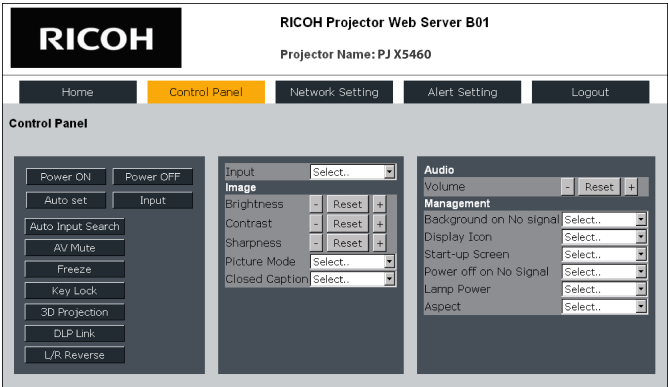 RICOH
RICOH Projector Web Server B01
Projector Name: PJ X5460
Home Control Panel Network Setting Alert Setting Logout
Control Panel
Power ON Power OFF
Auto set Input
Auto Input Search
AV Mute
Freeze
Key Lock
3D Projection
DLP Link
L/R Reverse
Input Select..
Image
Brightness - Reset +
Contrast - Reset +
Sharpness - Reset +
Picture Mode Select..
Closed Caption Select..
Audio
Volume - Reset +
Management
Background on No signal Select..
Display Icon Select..
Start-up Screen Select..
Power off on No Signal Select..
Lamp Power Select..
Aspect Select..